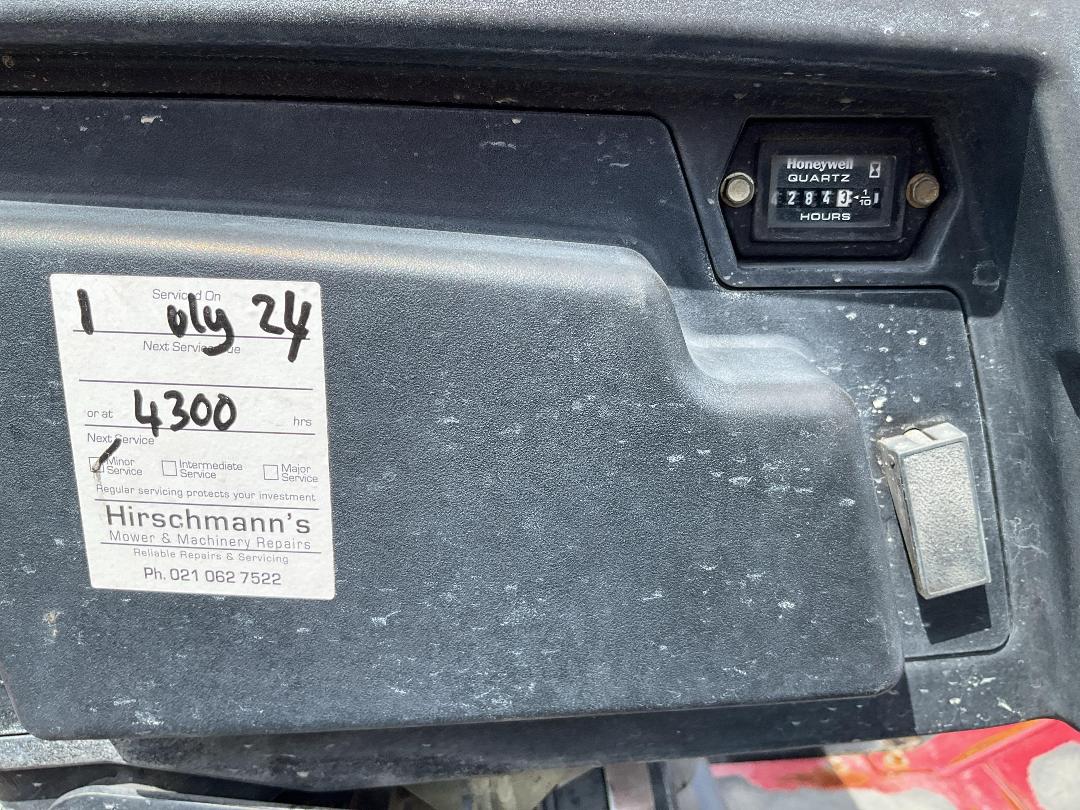 Honeywell
QUARTZ
2843 1/10
HOURS
Serviced On
1 24
Next Service Due
or at 4300 hrs
Next Service
Minor Service Intermediate Service Major Service
Regular servicing protects your investment
Hirschmann's
Mower & Machinery Repairs
Reliable Repairs & Servicing
Ph. 021 062 7522